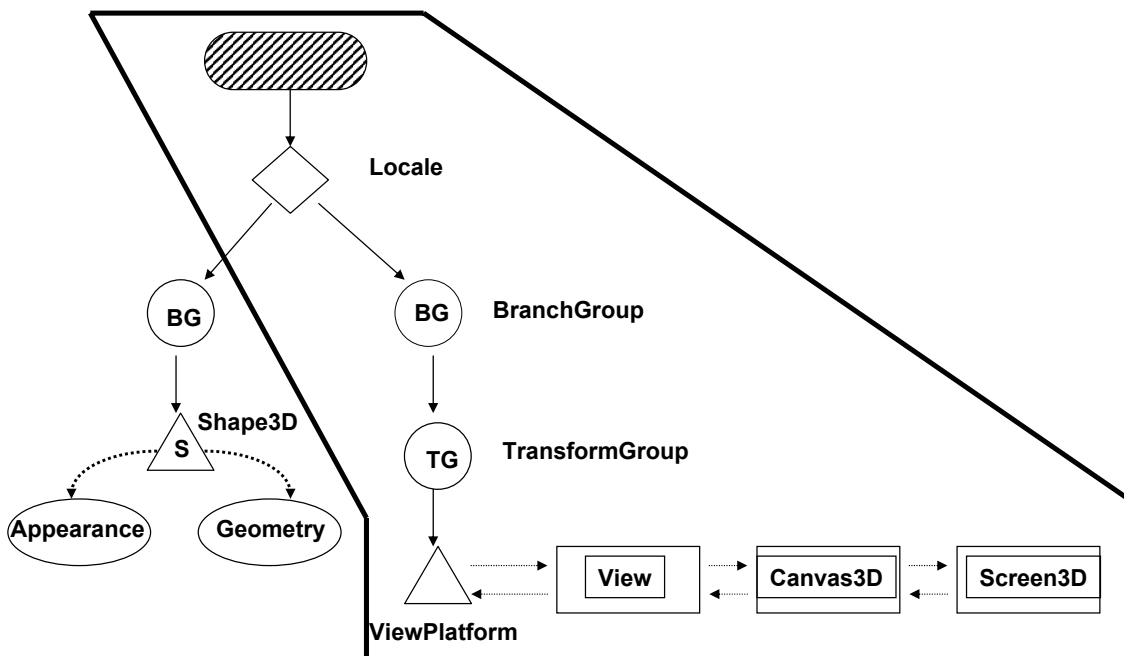 Locale
BG
BG
BranchGroup
Shape3D
S
TG
TransformGroup
Appearance
Geometry
View
Canvas3D
Screen3D
ViewPlatform